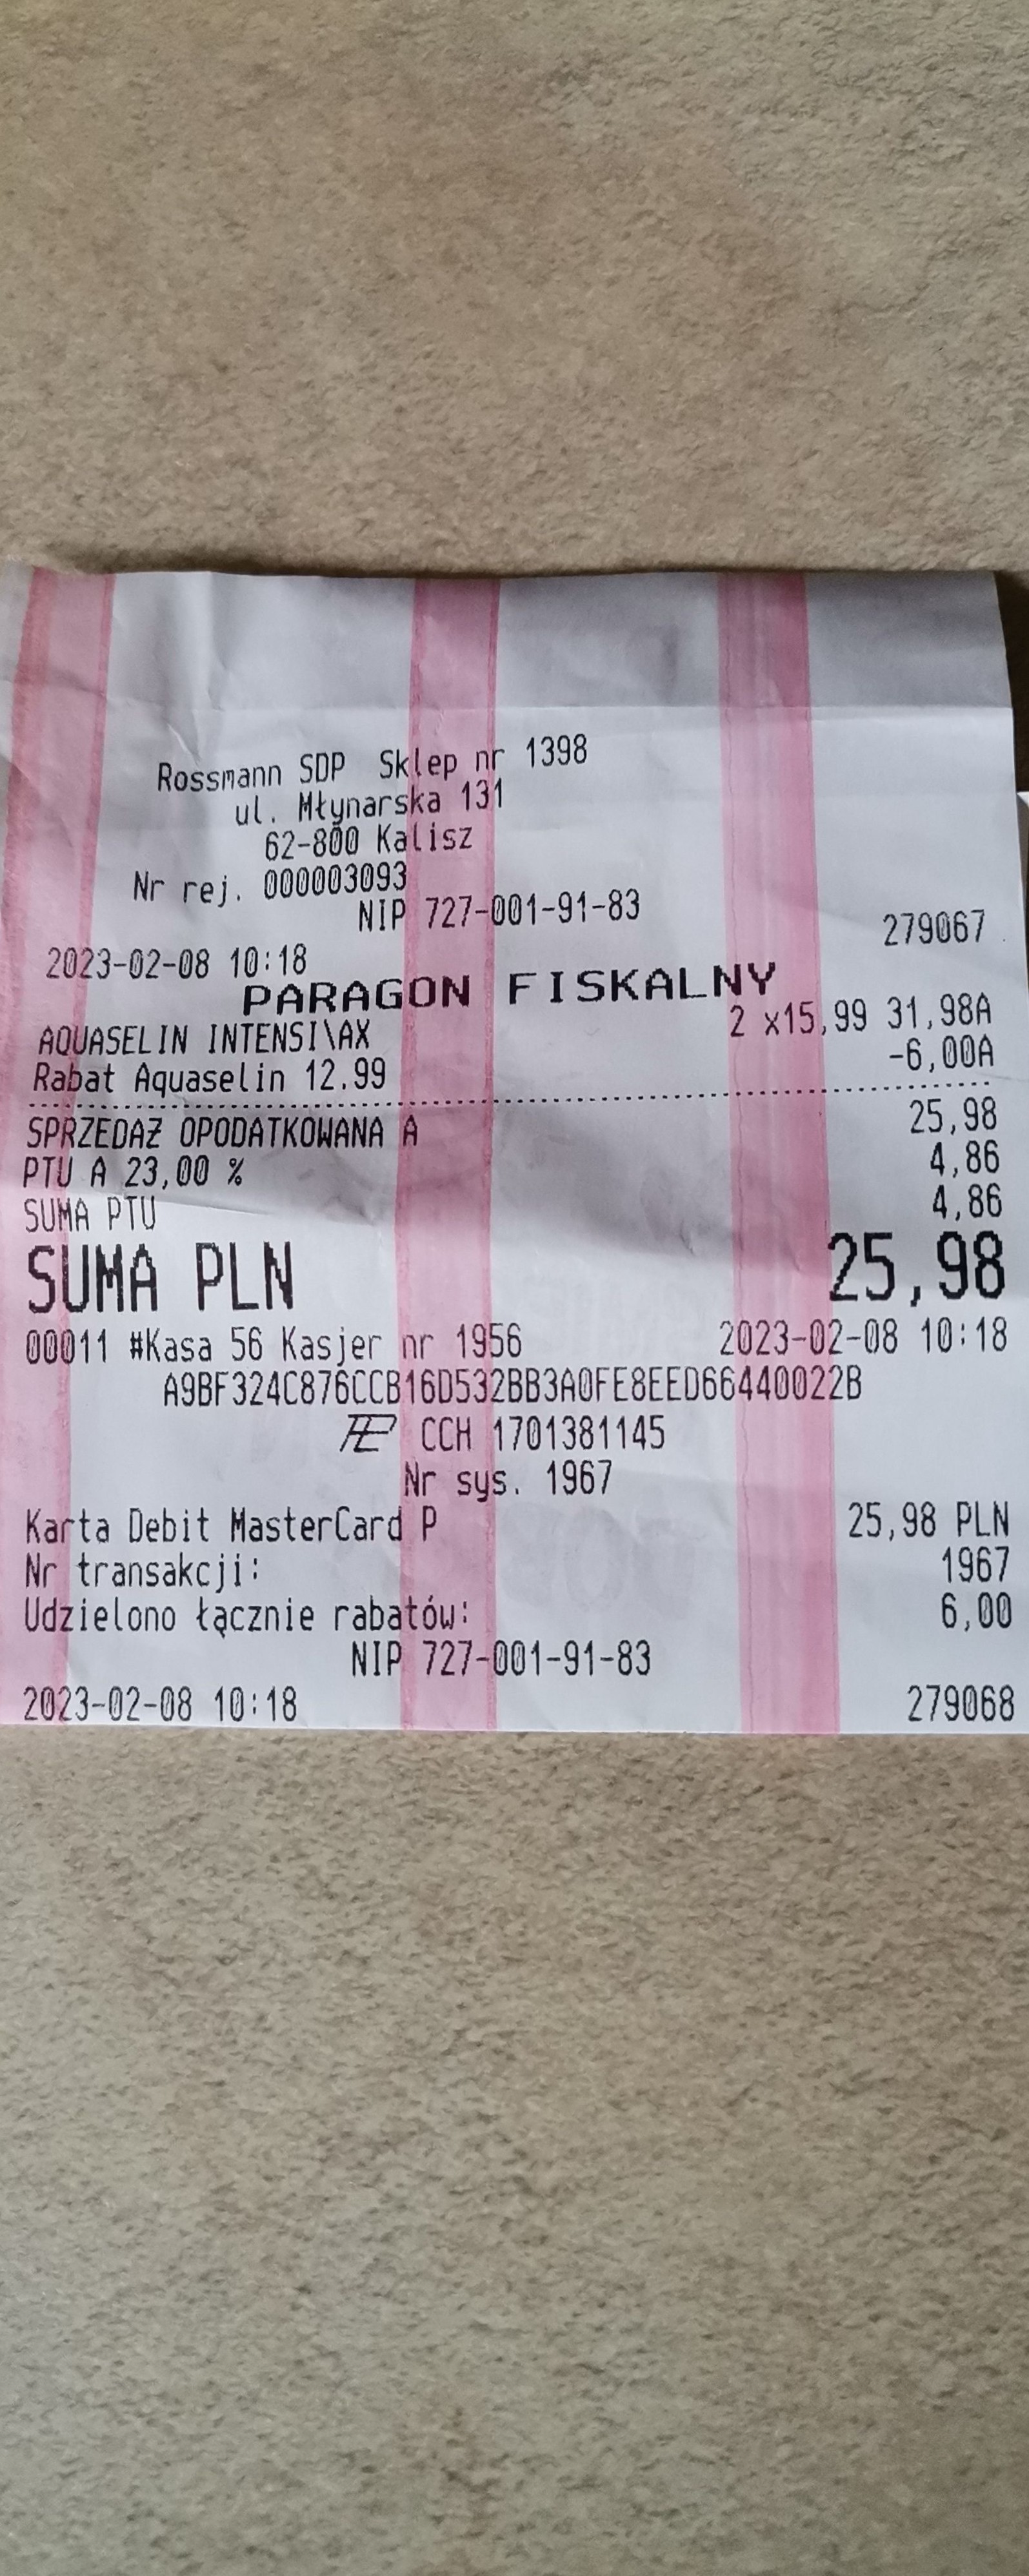 Rossmann SDP Sklep nr 1398
ul. Młynarska 131
62-800 Kalisz
Nr rej. 000003093
NIP 727-001-91-83
2023-02-08 10:18 279067
PARAGON FISKALNY
AQUASELIN INTENSI\AX 2 x15,99 31,98A
Rabat Aquaselin 12.99 -6,00A
SPRZEDAŻ OPODATKOWANA A 25,98
PTU A 23,00 % 4,86
SUMA PTU 4,86
SUMA PLN 25,98
00011 #Kasa 56 Kasjer nr 1956 2023-02-08 10:18
A9BF324C876CCB16D532BB3A0FE8EED66440022B
CCH 1701381145
Nr sys. 1967
Karta Debit MasterCard P 25,98 PLN
Nr transakcji: 1967
Udzielono łącznie rabatów: 6,00
NIP 727-001-91-83
2023-02-08 10:18 279068